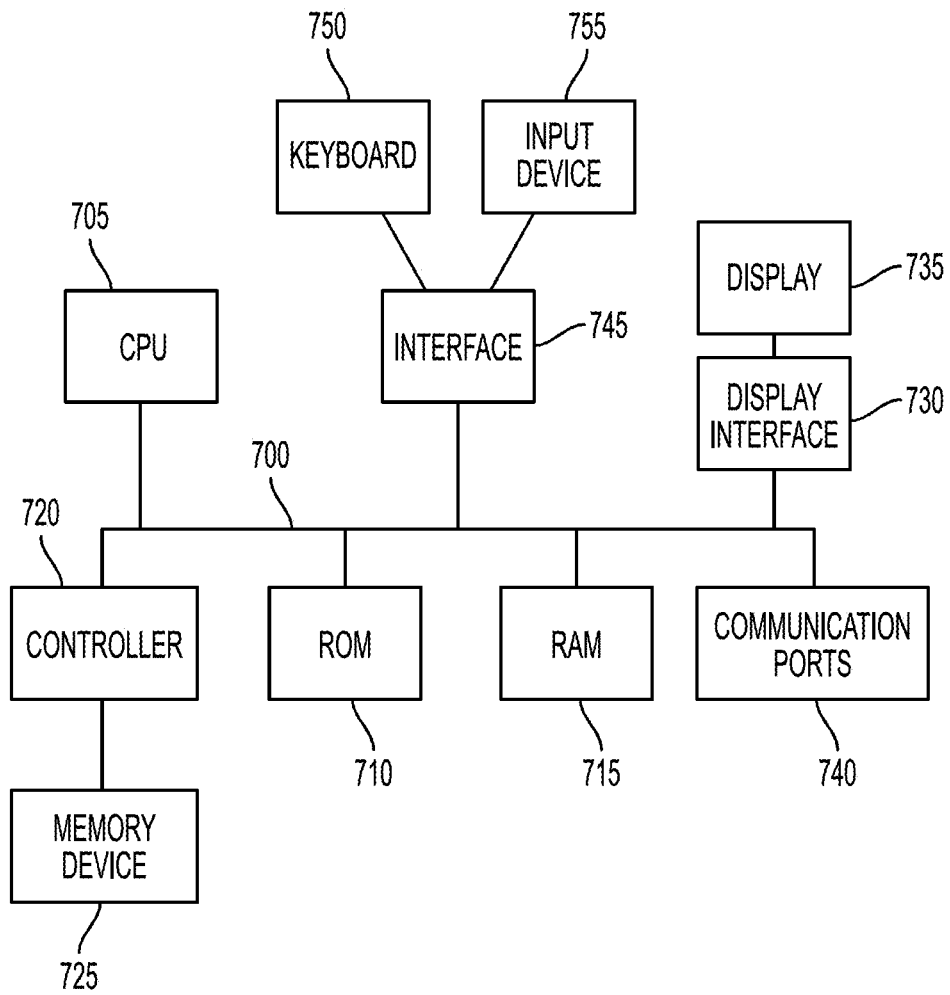 750
755
KEYBOARD
INPUT
DEVICE
705
CPU
INTERFACE
745
DISPLAY
735
DISPLAY
INTERFACE
730
700
720
CONTROLLER
ROM
RAM
COMMUNICATION
PORTS
710
715
740
MEMORY
DEVICE
725